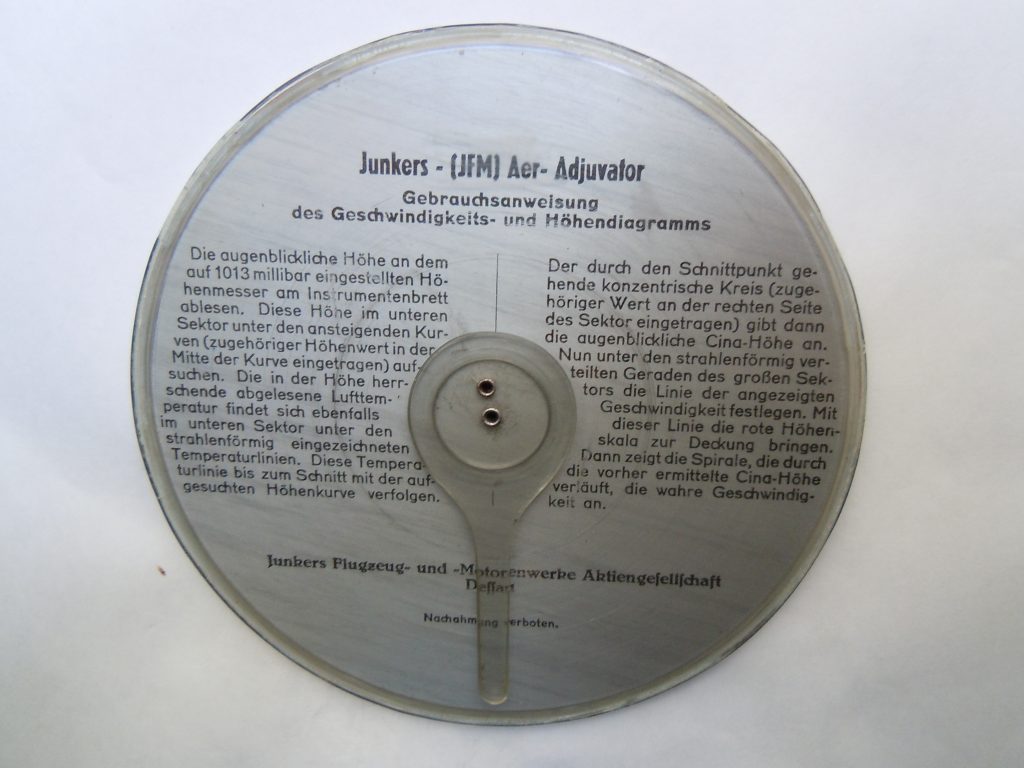 Junkers - (JFM) Aer- Adjuvator
Gebrauchsanweisung
des Geschwindigkeits- und Höhendiagramms
Die augenblickliche Höhe an dem
auf 1013 millibar eingestellten Hö-
henmesser am Instrumentenbrett
ablesen. Diese Höhe im unteren
Sektor unter den ansteigenden Kur-
ven (zugehöriger Höhenwert in der
Mitte der Kurve eingetragen) auf-
suchen. Die in der Höhe herr-
schende abgelesene Lufttem-
peratur findet sich ebenfalls
im unteren Sektor unter den
strahlenförmig eingezeichneten
Temperaturlinien. Diese Tempera-
turlinie bis zum Schnitt mit der auf-
gesuchten Höhenkurve verfolgen.
Der durch den Schnittpunkt ge-
hende konzentrische Kreis (zuge-
höriger Wert an der rechten Seite
des Sektor eingetragen) gibt dann
die augenblickliche Cina-Höhe an.
Nun unter den strahlenförmig ver-
teilten Geraden des großen Sek-
tors die Linie der angezeigten
Geschwindigkeit festlegen. Mit
dieser Linie die rote Höhen-
skala zur Deckung bringen.
Dann zeigt die Spirale, die durch
die vorher ermittelte Cina-Höhe
verläuft, die wahre Geschwindig-
keit an.
Junkers Flugzeug- und -Motorenwerke Aktiengesellschaft
Dessau
Nachahmung verboten.